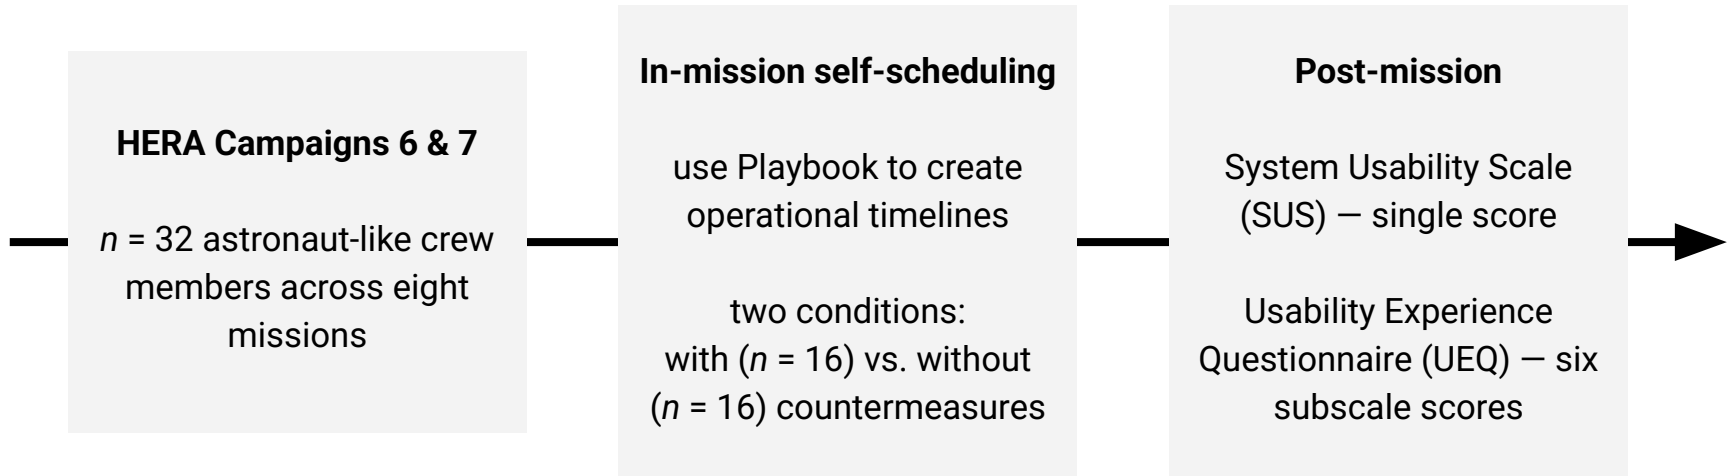 HERA Campaigns 6 & 7
n = 32 astronaut-like crew
members across eight
missions
In-mission self-scheduling
use Playbook to create
operational timelines
two conditions:
with (n = 16) vs. without
(n = 16) countermeasures
Post-mission
System Usability Scale
(SUS) — single score
Usability Experience
Questionnaire (UEQ) — six
subscale scores